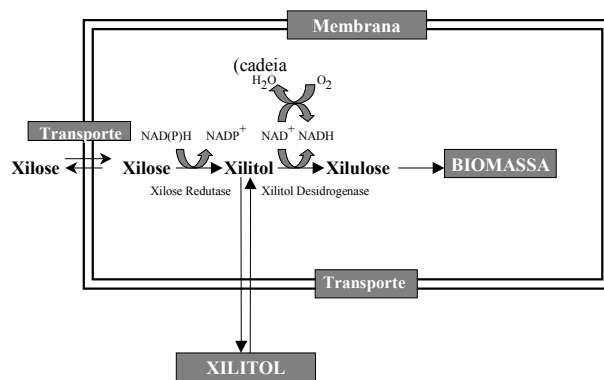 Membrana
(cadeia
H₂O O₂
Transporte
NAD(P)H NADP⁺ NAD⁺ NADH
Xilose Xilose Xilitol Xilulose BIOMASSA
Xilose Redutase Xilitol Desidrogenase
Transporte
XILITOL